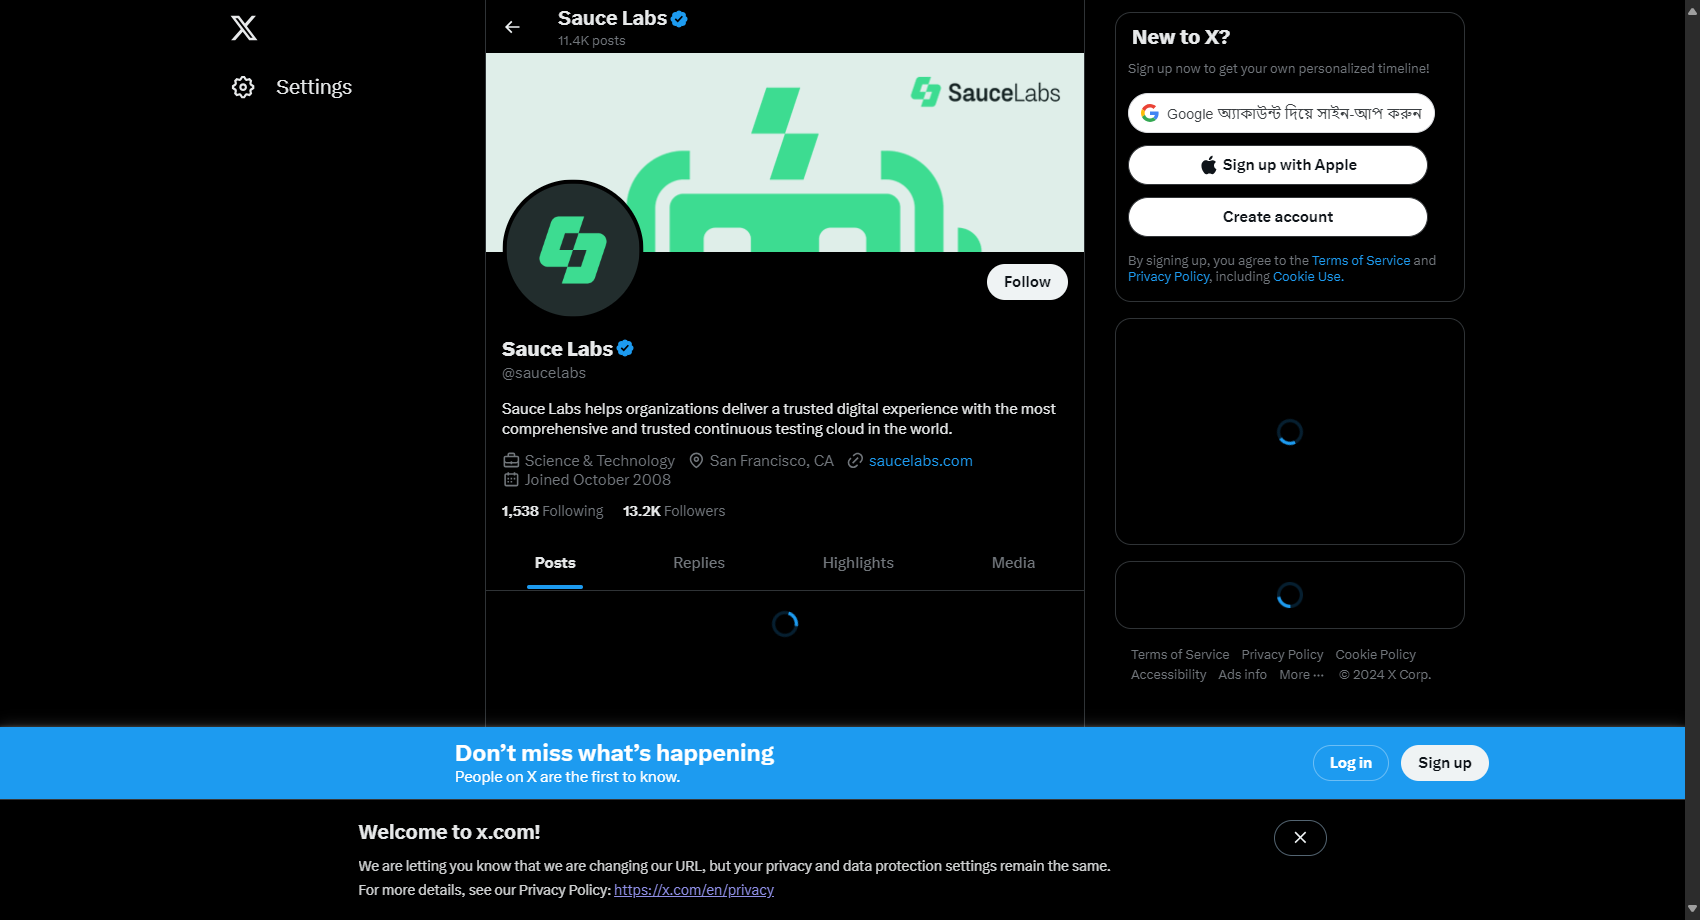 Settings
Sauce Labs
11.4K posts
SauceLabs
Follow
Sauce Labs
@saucelabs
Sauce Labs helps organizations deliver a trusted digital experience with the most
comprehensive and trusted continuous testing cloud in the world.
Science & Technology San Francisco, CA saucelabs.com
Joined October 2008
1,538 Following 13.2K Followers
Posts Replies Highlights Media
New to X?
Sign up now to get your own personalized timeline!
Google অ্যাকাউন্ট দিয়ে সাইন-আপ করুন
Sign up with Apple
Create account
By signing up, you agree to the Terms of Service and
Privacy Policy, including Cookie Use.
Terms of Service Privacy Policy Cookie Policy
Accessibility Ads info More ··· © 2024 X Corp.
Don’t miss what’s happening
People on X are the first to know.
Log in Sign up
Welcome to x.com!
We are letting you know that we are changing our URL, but your privacy and data protection settings remain the same.
For more details, see our Privacy Policy: https://x.com/en/privacy